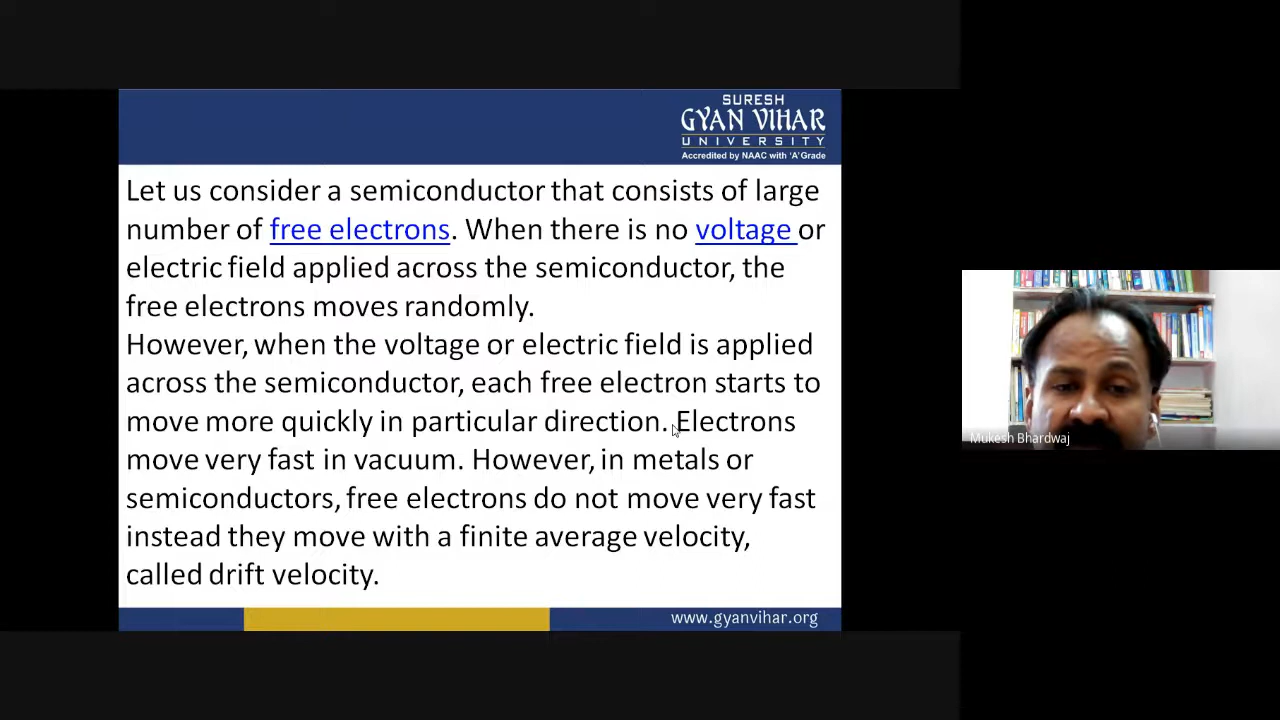 SURESH
GYAN VIHAR
UNIVERSITY
Accredited by NAAC with 'A' Grade
Let us consider a semiconductor that consists of large
number of free electrons. When there is no voltage or
electric field applied across the semiconductor, the
free electrons moves randomly.
However, when the voltage or electric field is applied
across the semiconductor, each free electron starts to
move more quickly in particular direction. Electrons
move very fast in vacuum. However, in metals or
semiconductors, free electrons do not move very fast
instead they move with a finite average velocity,
called drift velocity.
www.gyanvihar.org
Mukesh Bhardwaj